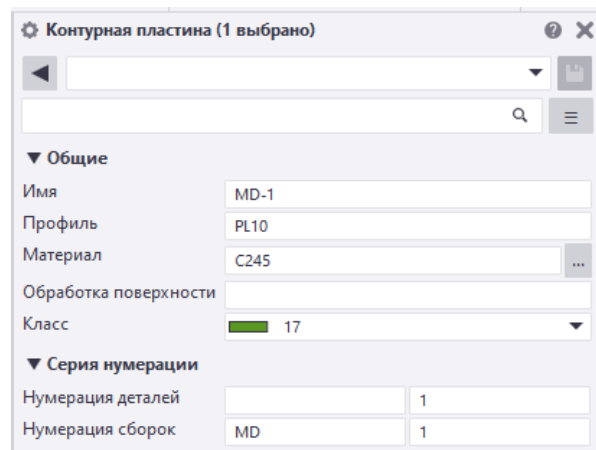 Контурная пластина (1 выбрано)
Общие
Имя MD-1
Профиль PL10
Материал C245 ...
Обработка поверхности
Класс 17
Серия нумерации
Нумерация деталей 1
Нумерация сборок MD 1